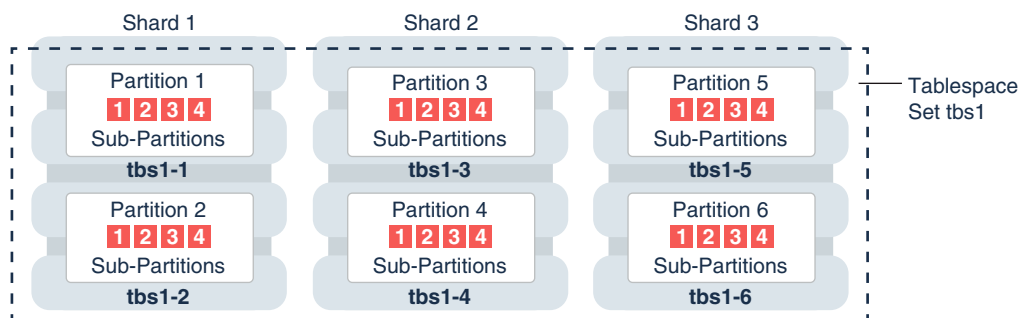 Shard 1
Shard 2
Shard 3
Partition 1
1 2 3 4
Sub-Partitions
tbs1-1
Partition 3
1 2 3 4
Sub-Partitions
tbs1-3
Partition 5
1 2 3 4
Sub-Partitions
tbs1-5
Tablespace
Set tbs1
Partition 2
1 2 3 4
Sub-Partitions
tbs1-2
Partition 4
1 2 3 4
Sub-Partitions
tbs1-4
Partition 6
1 2 3 4
Sub-Partitions
tbs1-6